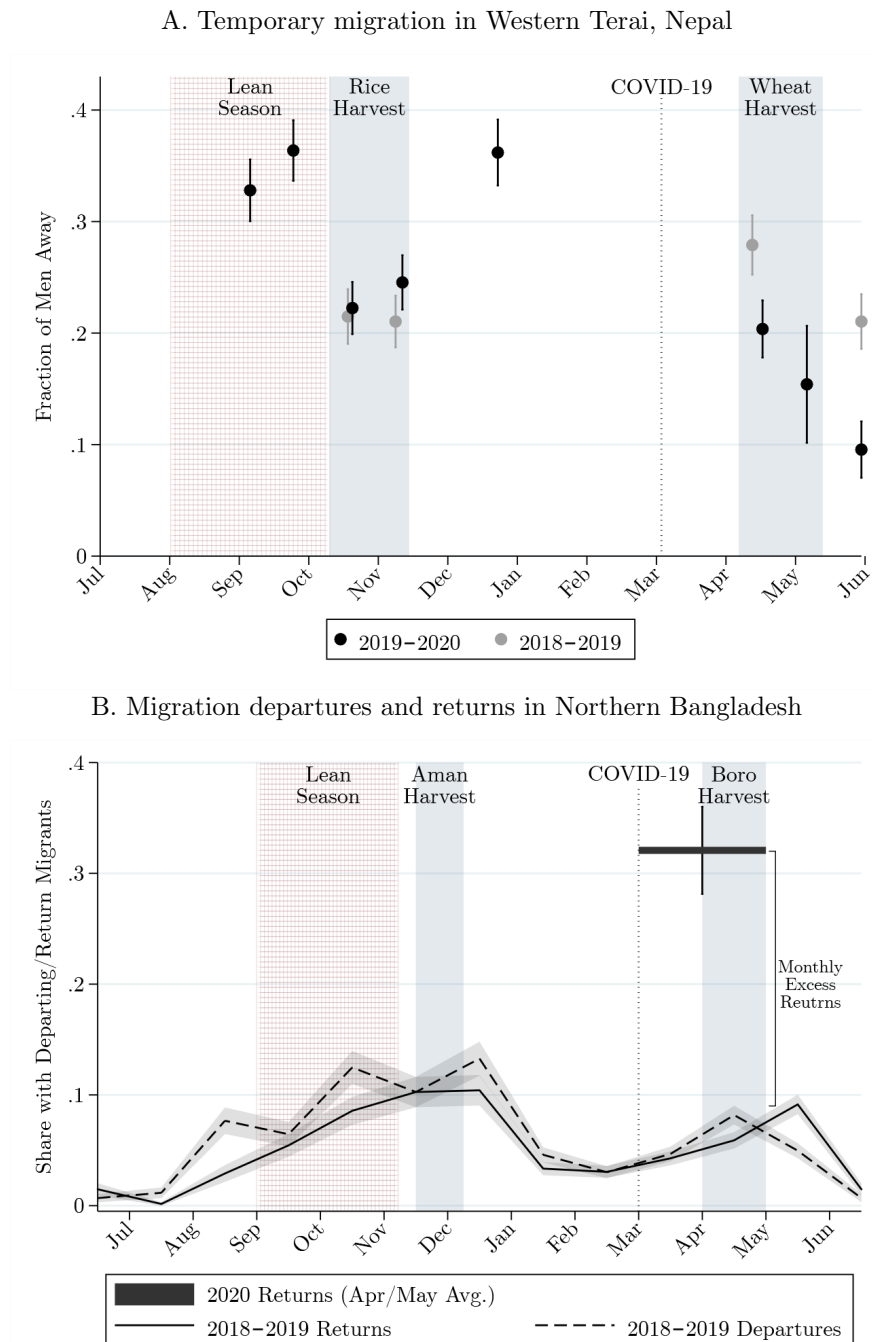 A. Temporary migration in Western Terai, Nepal
Lean
Season
Rice
Harvest
COVID-19
Wheat
Harvest
Fraction of Men Away
.4
.3
.2
.1
0
Jul
Aug
Sep
Oct
Nov
Dec
Jan
Feb
Mar
Apr
May
Jun
2019-2020
2018-2019
B. Migration departures and returns in Northern Bangladesh
Lean
Season
Aman
Harvest
COVID-19
Boro
Harvest
Share with Departing/Return Migrants
.4
.3
.2
.1
0
Monthly
Excess
Reutrns
Jul
Aug
Sep
Oct
Nov
Dec
Jan
Feb
Mar
Apr
May
Jun
2020 Returns (Apr/May Avg.)
2018-2019 Returns
2018-2019 Departures